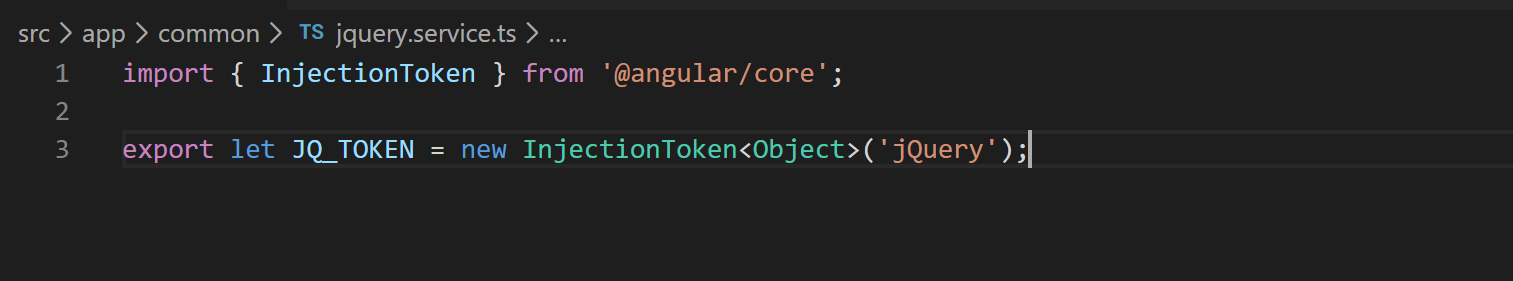 src > app > common > TS jquery.service.ts > ...
1 import { InjectionToken } from '@angular/core';
2
3 export let JQ_TOKEN = new InjectionToken<Object>('jQuery');